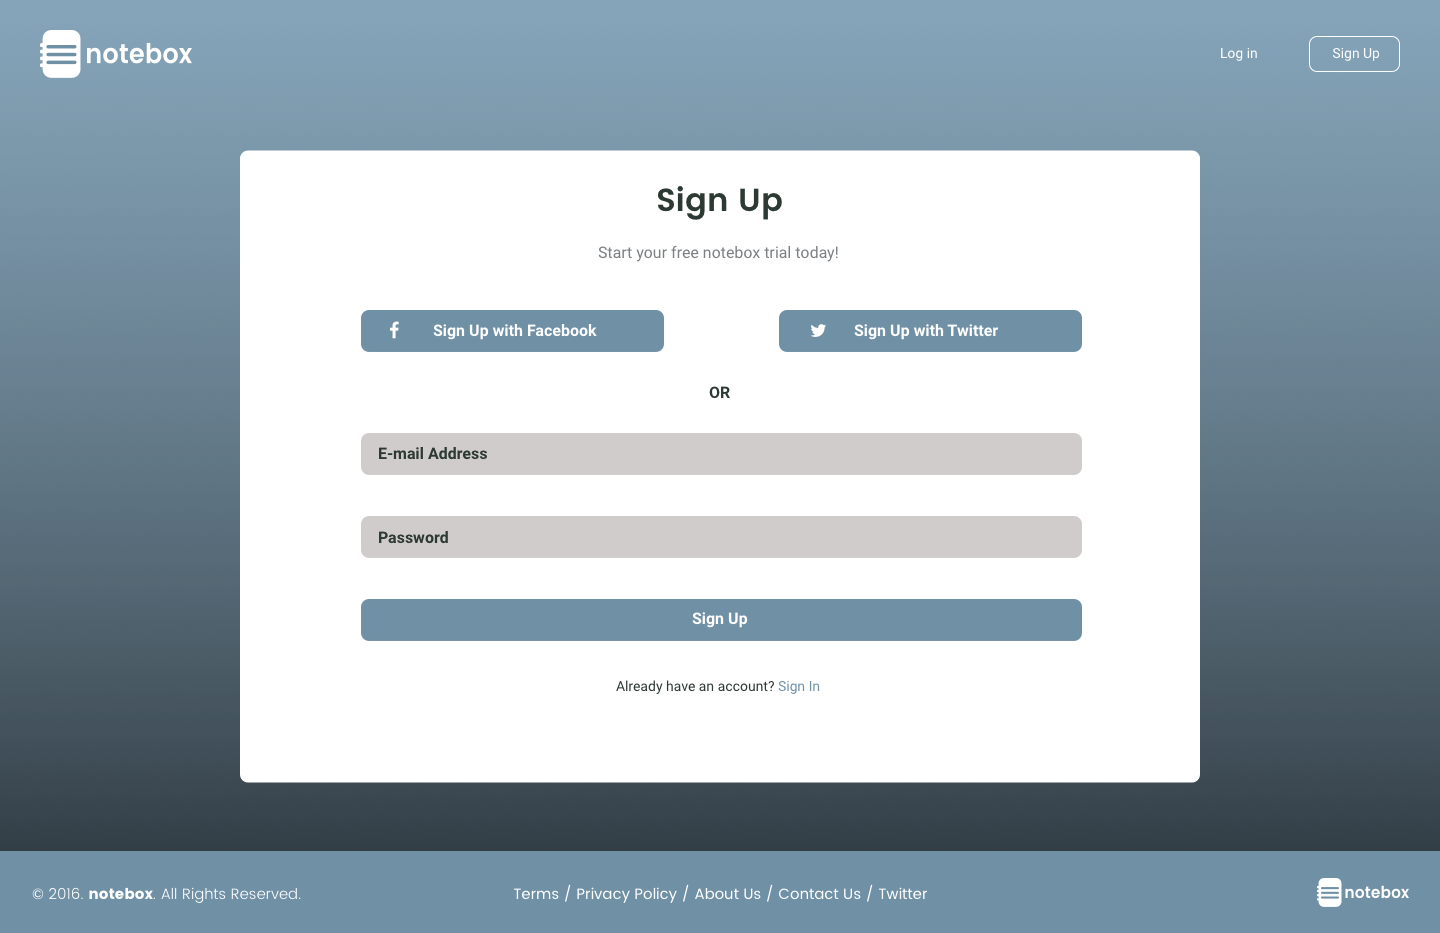 notebox
Log in
Sign Up
Sign Up
Start your free notebox trial today!
Sign Up with Facebook
Sign Up with Twitter
OR
E-mail Address
Password
Sign Up
Already have an account? Sign In
© 2016. notebox. All Rights Reserved.
Terms / Privacy Policy / About Us / Contact Us / Twitter
notebox